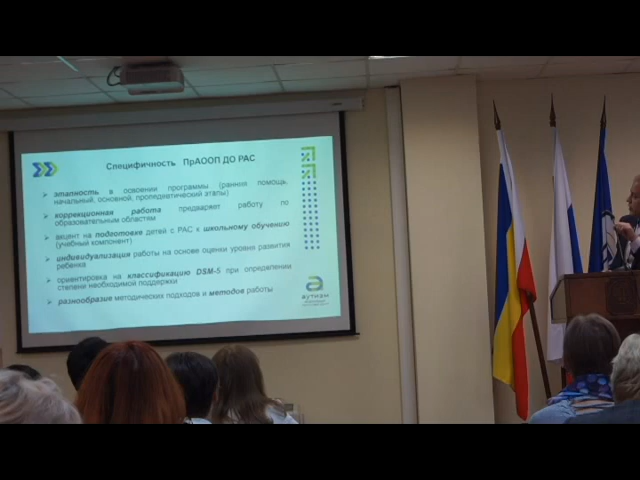 Специфичность ПрАООП ДО РАС
этапность в освоении программы (ранняя помощь,
начальный, основной, пропедевтический этапы)
коррекционная работа предваряет работу по
образовательным областям
акцент на подготовке детей с РАС к школьному обучению
(учебный компонент)
индивидуализация работы на основе оценки уровня развития
ребенка
ориентировка на классификацию DSM-5 при определении
степени необходимой поддержки
разнообразие методических подходов и методов работы
аутизм